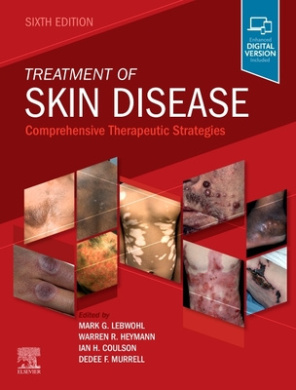 SIXTH EDITION
Enhanced
DIGITAL
VERSION
Included
TREATMENT OF
SKIN DISEASE
Comprehensive Therapeutic Strategies
Edited by
MARK G. LEBWOHL
WARREN R. HEYMANN
IAN H. COULSON
DEDEE F. MURRELL
ELSEVIER